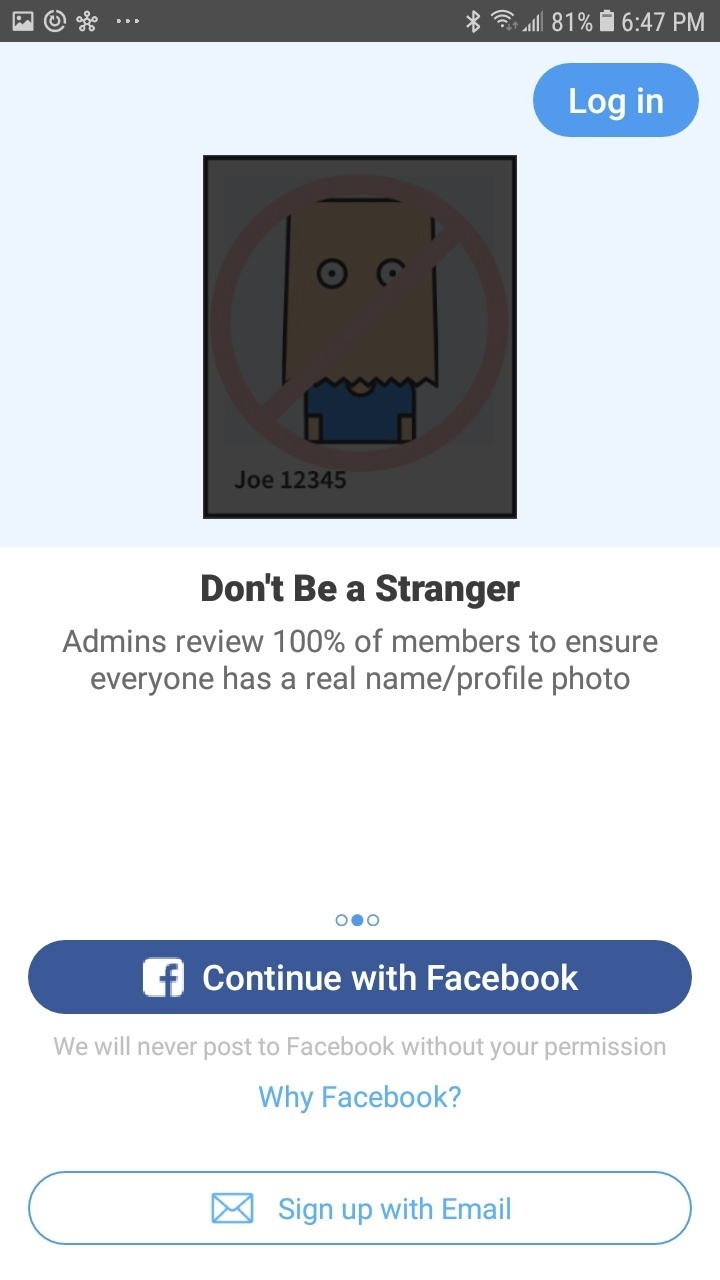 81% 6:47 PM
Log in
Joe 12345
Don't Be a Stranger
Admins review 100% of members to ensure
everyone has a real name/profile photo
Continue with Facebook
We will never post to Facebook without your permission
Why Facebook?
Sign up with Email